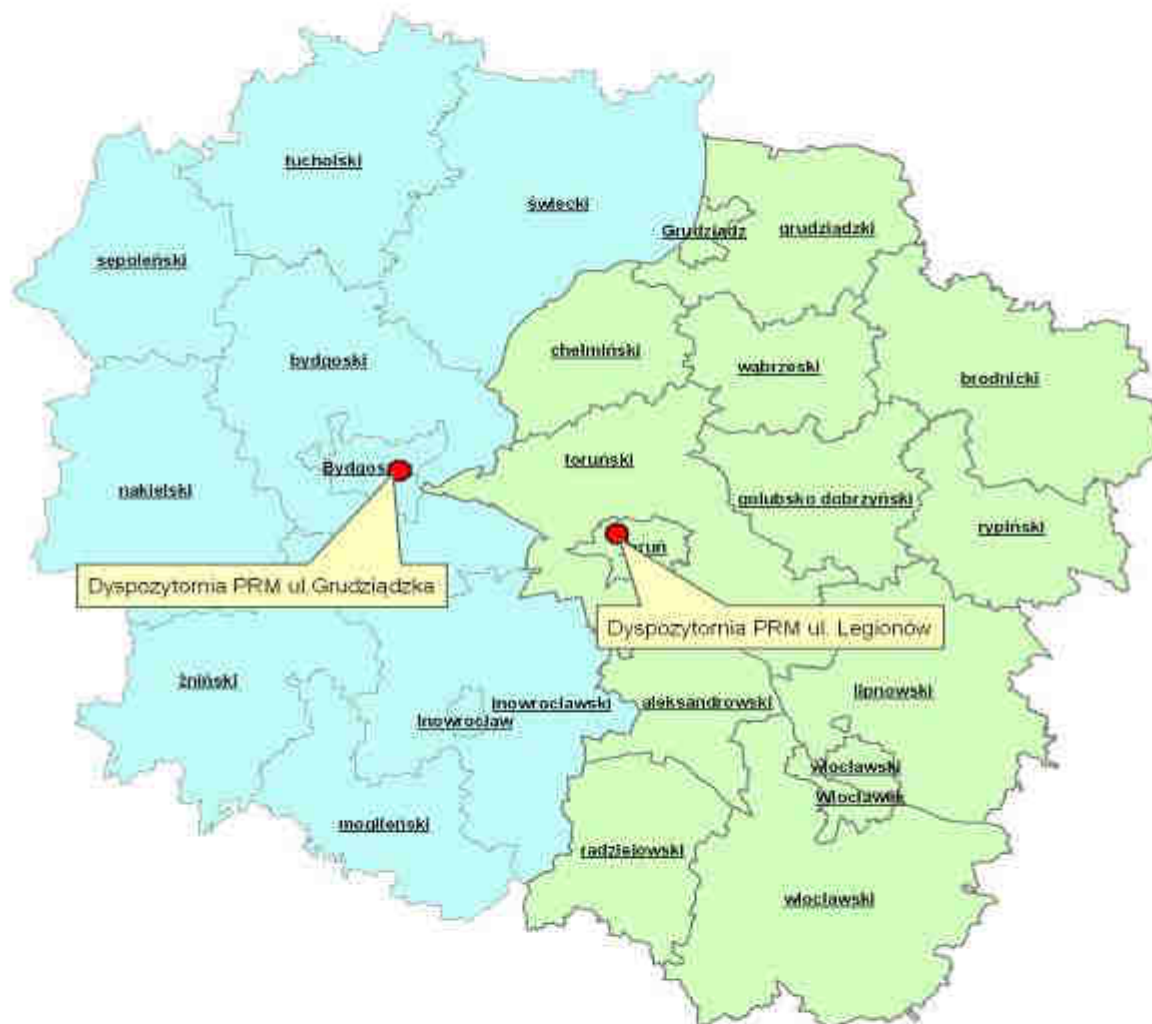 tucholski
świecki
Grudziądz
grudziądzki
sępoleński
bydgoski
chełmiński
wąbrzeski
brodnicki
nakielski
toruński
golubsko dobrzyński
rypiński
Dyspozytornia PRM ul.Grudziądzka
Dyspozytornia PRM ul. Legionów
żniński
Inowrocławski
Inowrocław
aleksandrowski
lipnowski
włocławski
Włocławek
mogileński
radziejowski
włocławski